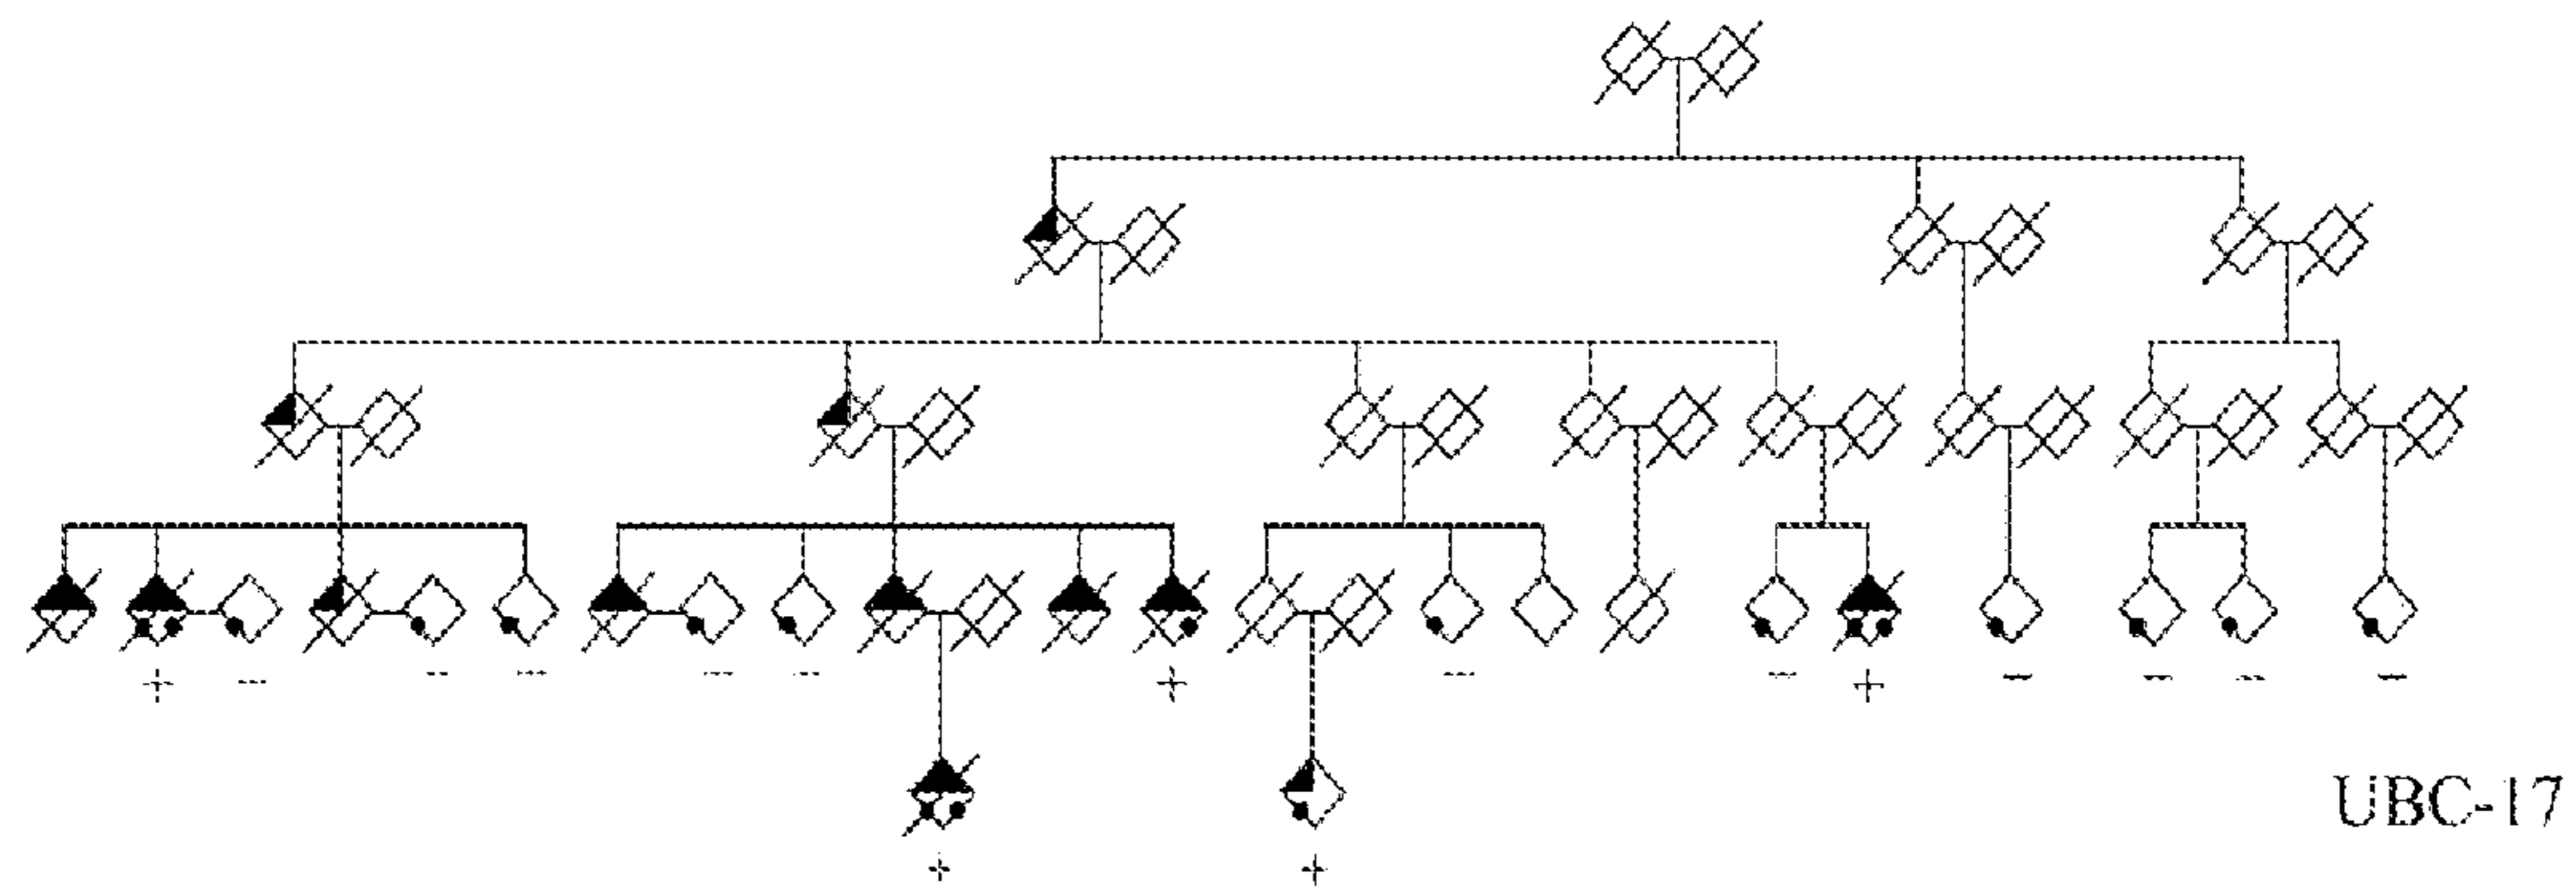 + − − − − − + − − + − − − −
UBC-17
+ +